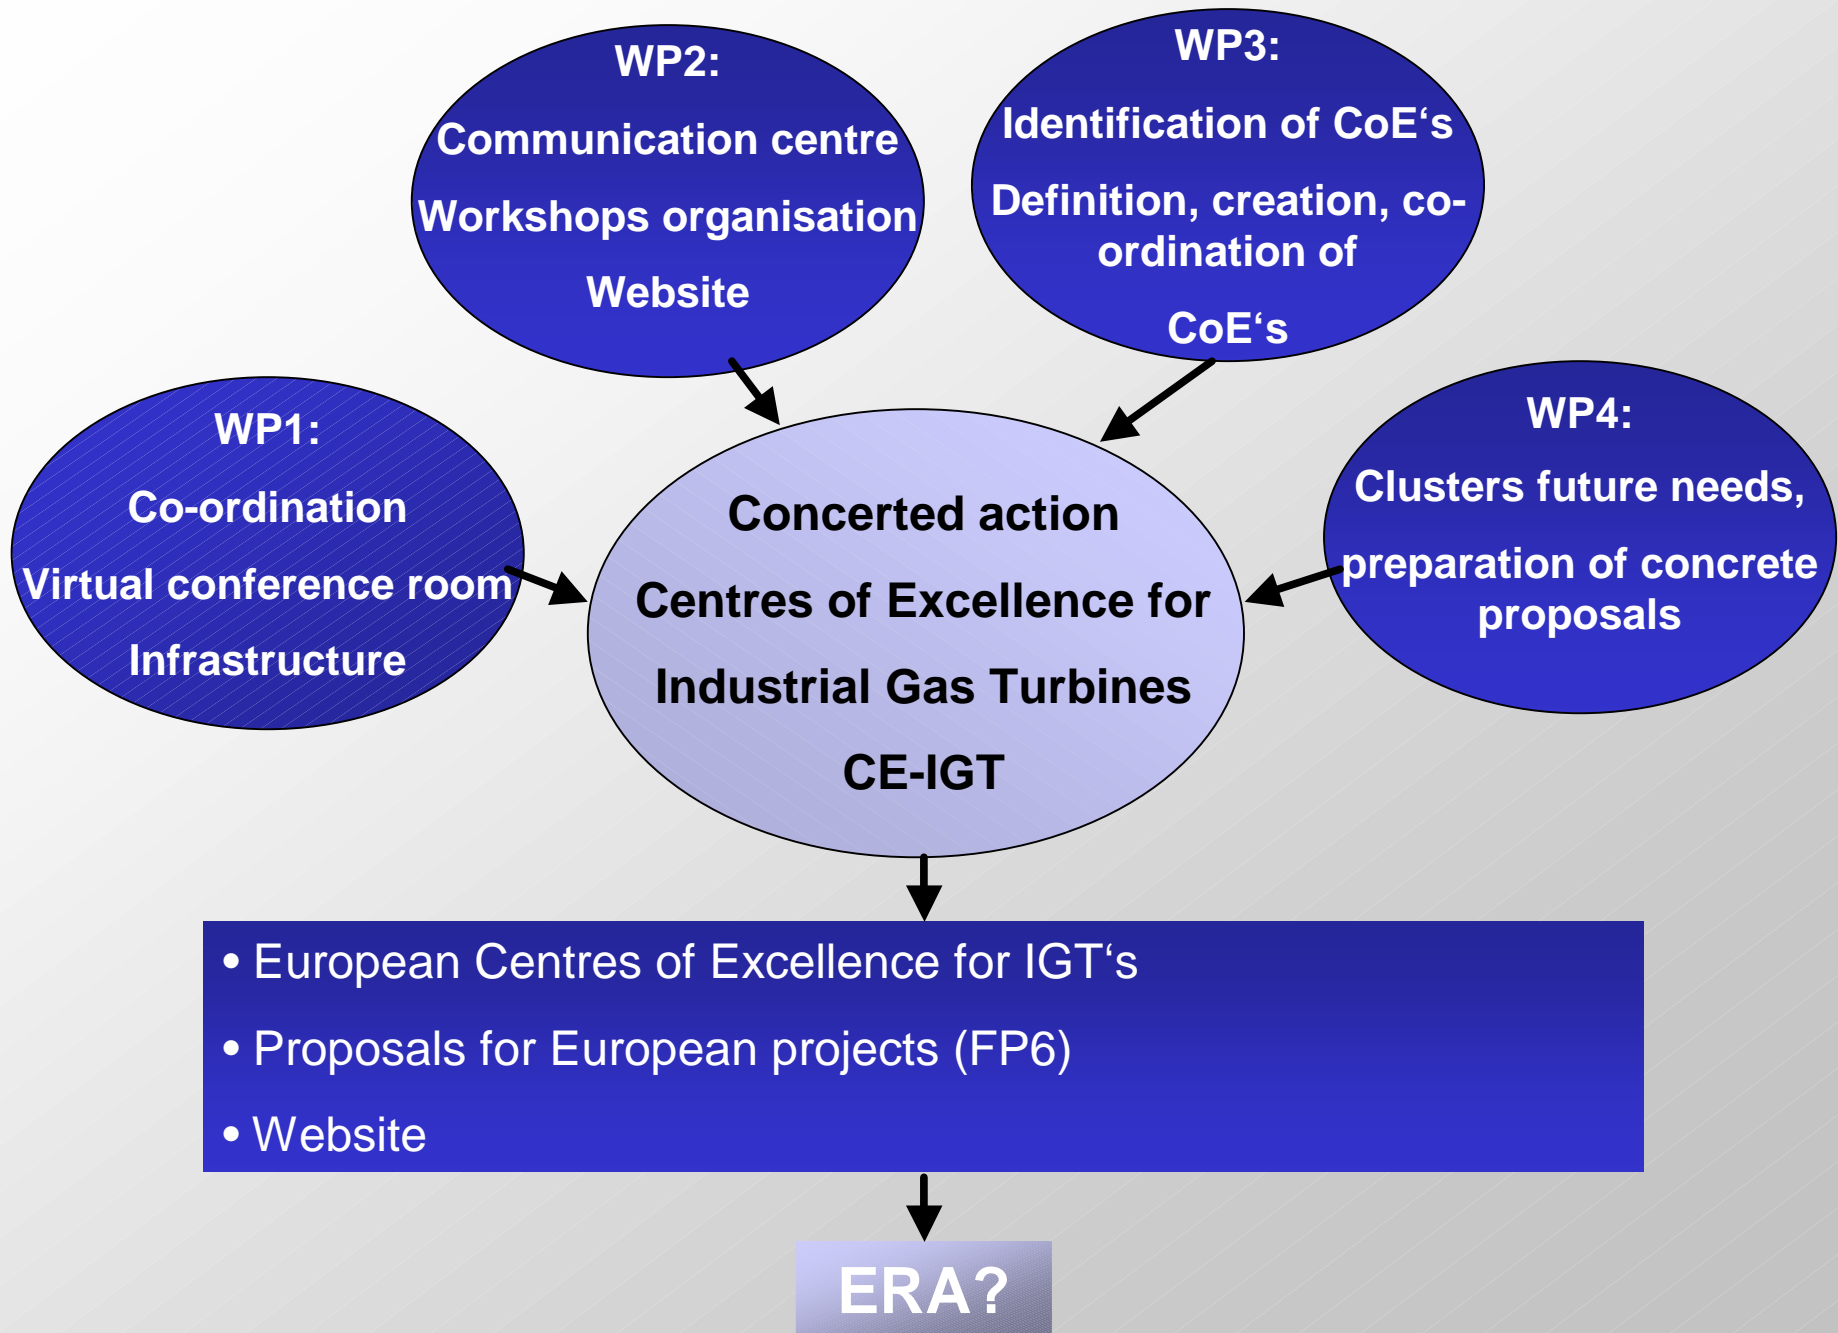 WP1:
Co-ordination
Virtual conference room
Infrastructure
WP2:
Communication centre
Workshops organisation
Website
WP3:
Identification of CoE‘s
Definition, creation, co-
ordination of
CoE‘s
WP4:
Clusters future needs,
preparation of concrete
proposals
Concerted action
Centres of Excellence for
Industrial Gas Turbines
CE-IGT
• European Centres of Excellence for IGT‘s
• Proposals for European projects (FP6)
• Website
ERA?